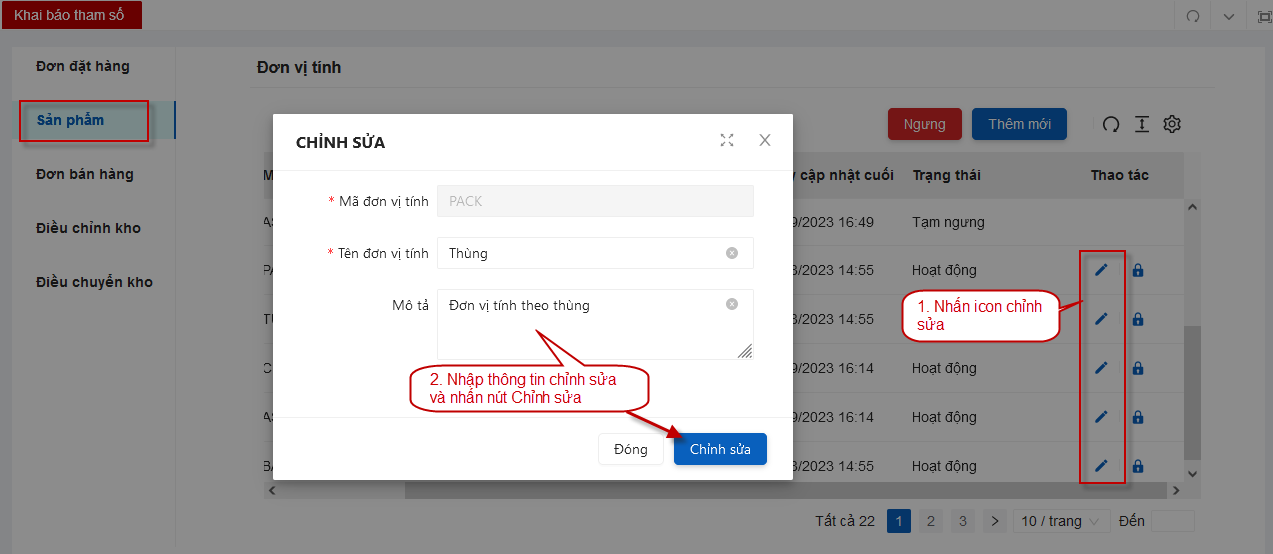 Khai báo tham số
Đơn đặt hàng
Sản phẩm
Đơn bán hàng
Điều chỉnh kho
Điều chuyển kho
Đơn vị tính
Ngưng
Thêm mới
cập nhật cuối Trạng thái Thao tác
9/2023 16:49 Tạm ngưng
3/2023 14:55 Hoạt động
3/2023 14:55 Hoạt động
9/2023 16:14 Hoạt động
9/2023 16:14 Hoạt động
3/2023 14:55 Hoạt động
1. Nhấn icon chỉnh
sửa
CHỈNH SỬA
* Mã đơn vị tính PACK
* Tên đơn vị tính Thùng
Mô tả Đơn vị tính theo thùng
2. Nhập thông tin chỉnh sửa
và nhấn nút Chỉnh sửa
Đóng Chỉnh sửa
Tất cả 22 1 2 3 > 10 / trang Đến